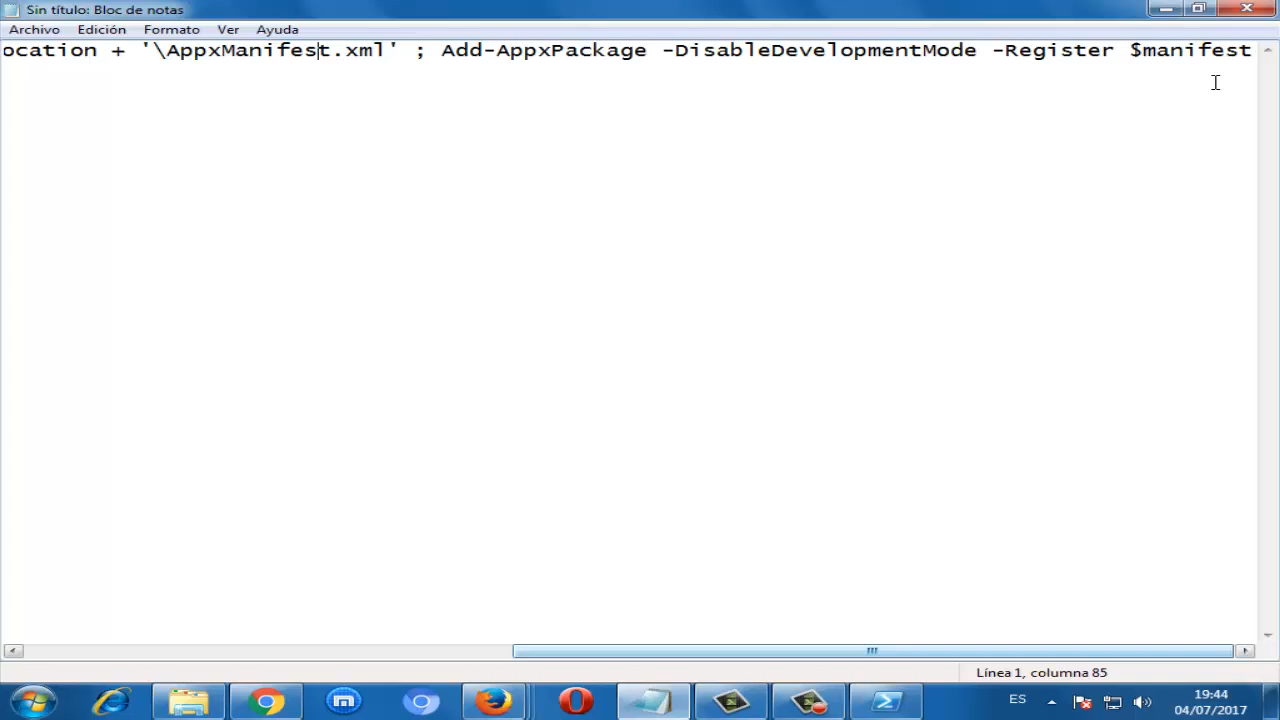 Sin título: Bloc de notas
Archivo Edición Formato Ver Ayuda
ocation + '\AppxManifest.xml' ; Add-AppxPackage -DisableDevelopmentMode -Register $manifest
Línea 1, columna 85
ES
19:44
04/07/2017